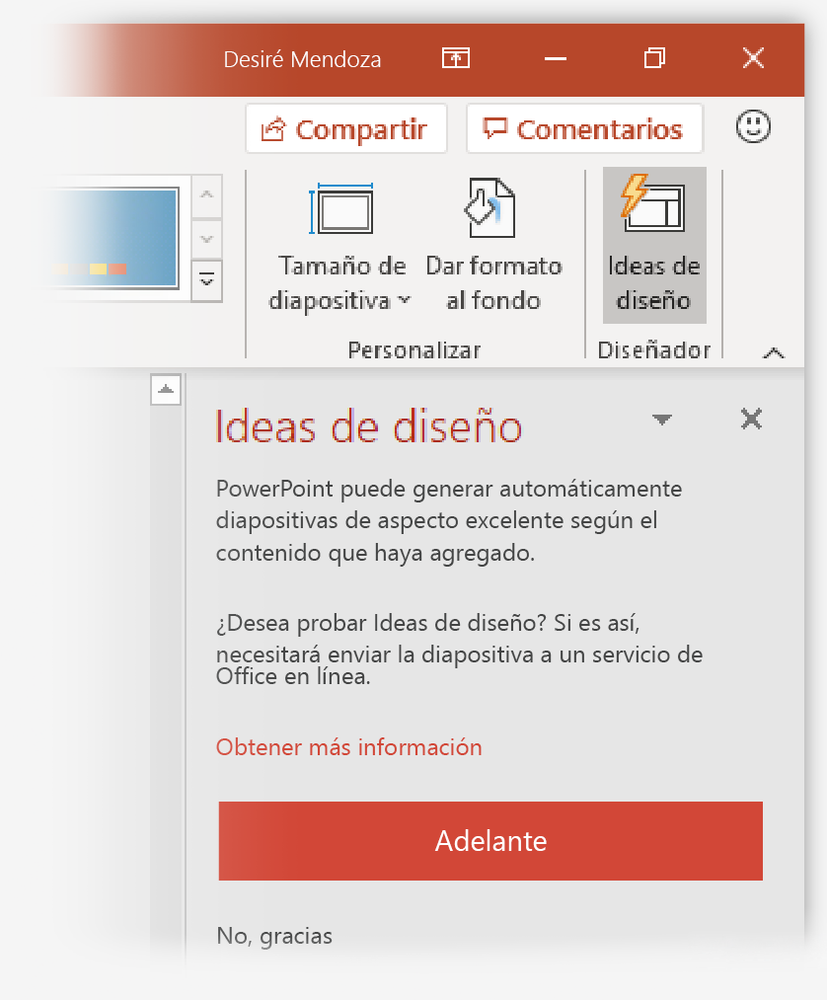 Desiré Mendoza
Compartir
Comentarios
Tamaño de
diapositiva
Dar formato
al fondo
Ideas de
diseño
Personalizar
Diseñador
Ideas de diseño
PowerPoint puede generar automáticamente
diapositivas de aspecto excelente según el
contenido que haya agregado.
¿Desea probar Ideas de diseño? Si es así,
necesitará enviar la diapositiva a un servicio de
Office en línea.
Obtener más información
Adelante
No, gracias